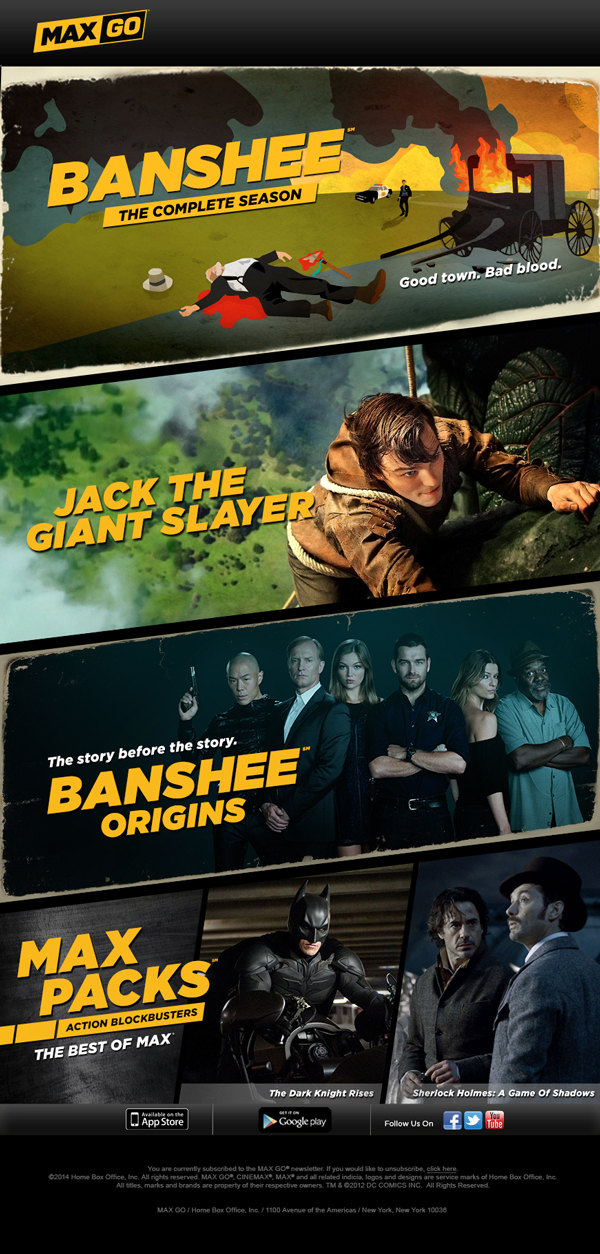 MAX GO
BANSHEE℠
THE COMPLETE SEASON
Good town. Bad blood.
JACK THE
GIANT SLAYER
The story before the story.
BANSHEE℠
ORIGINS
MAX
PACKS℠
ACTION BLOCKBUSTERS
THE BEST OF MAX®
The Dark Knight Rises
Sherlock Holmes: A Game Of Shadows
Available on the
App Store
GET IT ON
Google play
Follow Us On
f
You
Tube
You are currently subscribed to the MAX GO® newsletter. If you would like to unsubscribe, click here.
©2014 Home Box Office, Inc. All rights reserved. MAX GO®, CINEMAX®, MAX® and all related indicia, logos and designs are service marks of Home Box Office, Inc.
All titles, marks and brands are property of their respective owners. TM & ©2012 DC COMICS INC. All Rights Reserved.
MAX GO / Home Box Office, Inc. / 1100 Avenue of the Americas / New York, New York 10036